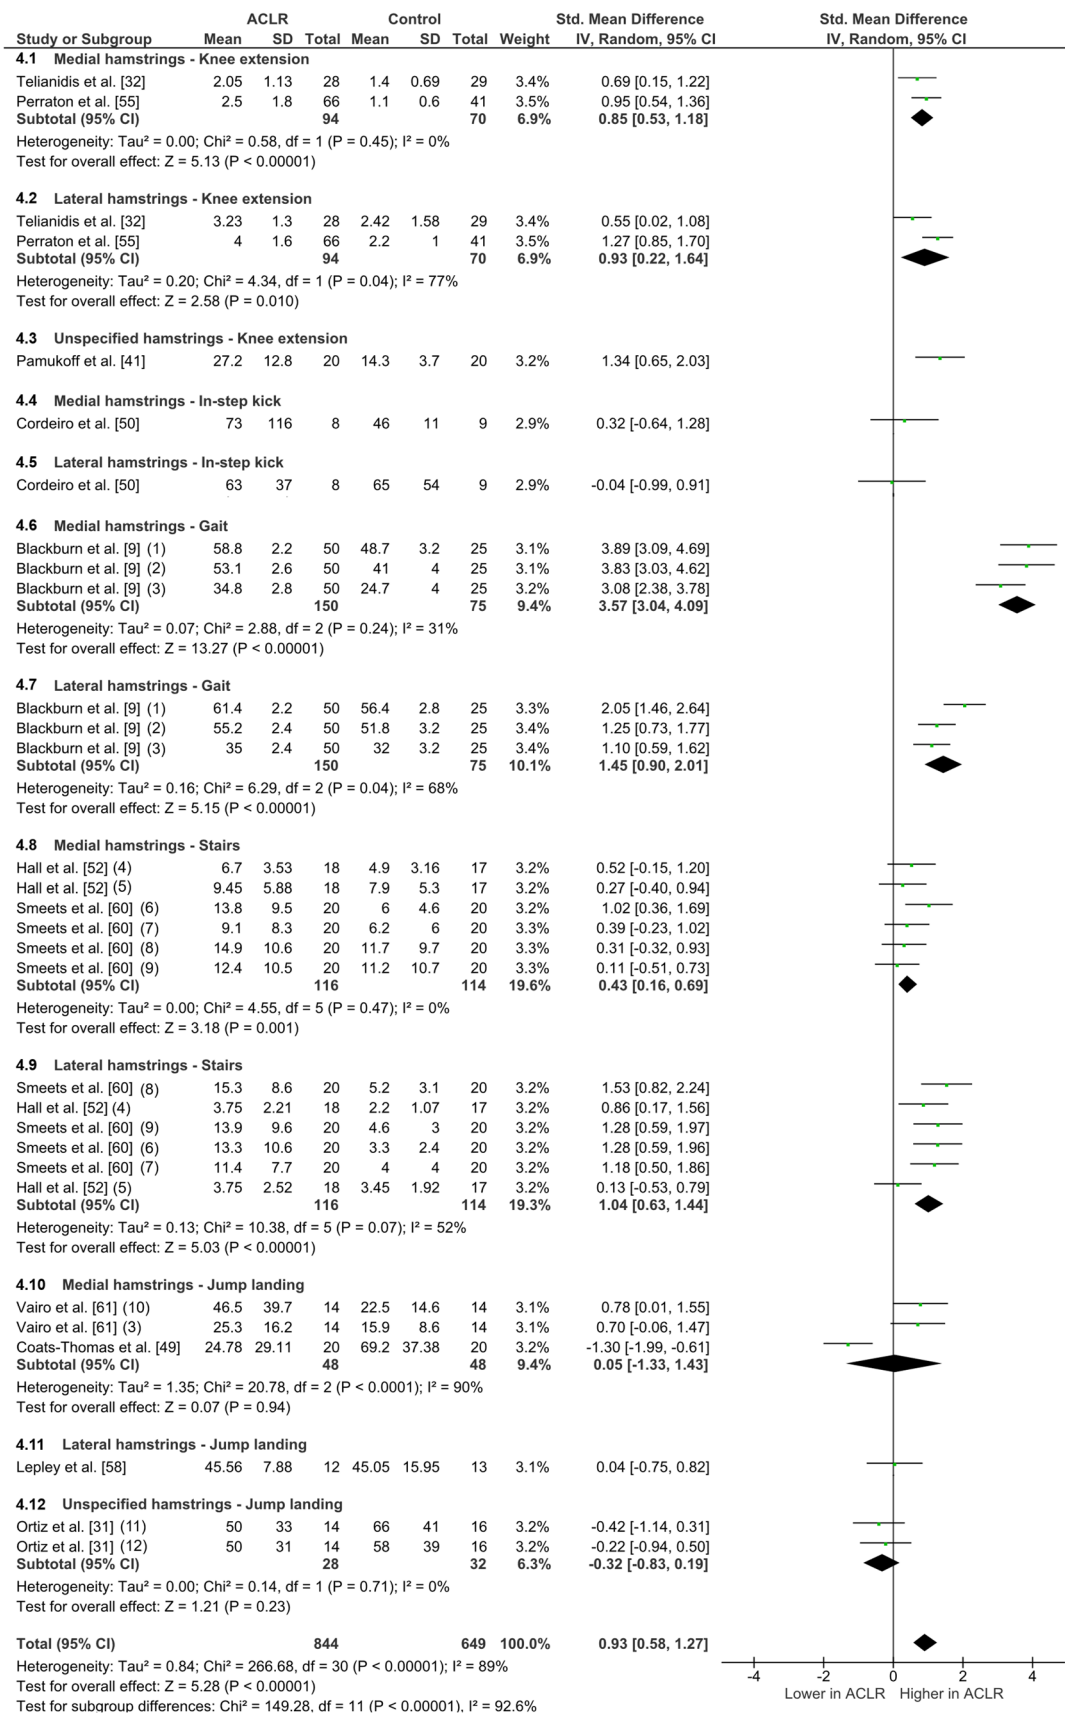 ACLR Control Std. Mean Difference Std. Mean Difference
Study or Subgroup Mean SD Total Mean SD Total Weight IV, Random, 95% CI IV, Random, 95% CI
4.1 Medial hamstrings - Knee extension
Telianidis et al. [32] 2.05 1.13 28 1.4 0.69 29 3.4% 0.69 [0.15, 1.22]
Perraton et al. [55] 2.5 1.8 66 1.1 0.6 41 3.5% 0.95 [0.54, 1.36]
Subtotal (95% CI) 94 70 6.9% 0.85 [0.53, 1.18]
Heterogeneity: Tau² = 0.00; Chi² = 0.58, df = 1 (P = 0.45); I² = 0%
Test for overall effect: Z = 5.13 (P < 0.00001)
4.2 Lateral hamstrings - Knee extension
Telianidis et al. [32] 3.23 1.3 28 2.42 1.58 29 3.4% 0.55 [0.02, 1.08]
Perraton et al. [55] 4 1.6 66 2.2 1 41 3.5% 1.27 [0.85, 1.70]
Subtotal (95% CI) 94 70 6.9% 0.93 [0.22, 1.64]
Heterogeneity: Tau² = 0.20; Chi² = 4.34, df = 1 (P = 0.04); I² = 77%
Test for overall effect: Z = 2.58 (P = 0.010)
4.3 Unspecified hamstrings - Knee extension
Pamukoff et al. [41] 27.2 12.8 20 14.3 3.7 20 3.2% 1.34 [0.65, 2.03]
4.4 Medial hamstrings - In-step kick
Cordeiro et al. [50] 73 116 8 46 11 9 2.9% 0.32 [-0.64, 1.28]
4.5 Lateral hamstrings - In-step kick
Cordeiro et al. [50] 63 37 8 65 54 9 2.9% -0.04 [-0.99, 0.91]
4.6 Medial hamstrings - Gait
Blackburn et al. [9] (1) 58.8 2.2 50 48.7 3.2 25 3.1% 3.89 [3.09, 4.69]
Blackburn et al. [9] (2) 53.1 2.6 50 41 4 25 3.1% 3.83 [3.03, 4.62]
Blackburn et al. [9] (3) 34.8 2.8 50 24.7 4 25 3.2% 3.08 [2.38, 3.78]
Subtotal (95% CI) 150 75 9.4% 3.57 [3.04, 4.09]
Heterogeneity: Tau² = 0.07; Chi² = 2.88, df = 2 (P = 0.24); I² = 31%
Test for overall effect: Z = 13.27 (P < 0.00001)
4.7 Lateral hamstrings - Gait
Blackburn et al. [9] (1) 61.4 2.2 50 56.4 2.8 25 3.3% 2.05 [1.46, 2.64]
Blackburn et al. [9] (2) 55.2 2.4 50 51.8 3.2 25 3.4% 1.25 [0.73, 1.77]
Blackburn et al. [9] (3) 35 2.4 50 32 3.2 25 3.4% 1.10 [0.59, 1.62]
Subtotal (95% CI) 150 75 10.1% 1.45 [0.90, 2.01]
Heterogeneity: Tau² = 0.16; Chi² = 6.29, df = 2 (P = 0.04); I² = 68%
Test for overall effect: Z = 5.15 (P < 0.00001)
4.8 Medial hamstrings - Stairs
Hall et al. [52] (4) 6.7 3.53 18 4.9 3.16 17 3.2% 0.52 [-0.15, 1.20]
Hall et al. [52] (5) 9.45 5.88 18 7.9 5.3 17 3.2% 0.27 [-0.40, 0.94]
Smeets et al. [60] (6) 13.8 9.5 20 6 4.6 20 3.2% 1.02 [0.36, 1.69]
Smeets et al. [60] (7) 9.1 8.3 20 6.2 6 20 3.3% 0.39 [-0.23, 1.02]
Smeets et al. [60] (8) 14.9 10.6 20 11.7 9.7 20 3.3% 0.31 [-0.32, 0.93]
Smeets et al. [60] (9) 12.4 10.5 20 11.2 10.7 20 3.3% 0.11 [-0.51, 0.73]
Subtotal (95% CI) 116 114 19.6% 0.43 [0.16, 0.69]
Heterogeneity: Tau² = 0.00; Chi² = 4.55, df = 5 (P = 0.47); I² = 0%
Test for overall effect: Z = 3.18 (P = 0.001)
4.9 Lateral hamstrings - Stairs
Smeets et al. [60] (8) 15.3 8.6 20 5.2 3.1 20 3.2% 1.53 [0.82, 2.24]
Hall et al. [52] (4) 3.75 2.21 18 2.2 1.07 17 3.2% 0.86 [0.17, 1.56]
Smeets et al. [60] (9) 13.9 9.6 20 4.6 3 20 3.2% 1.28 [0.59, 1.97]
Smeets et al. [60] (6) 13.3 10.6 20 3.3 2.4 20 3.2% 1.28 [0.59, 1.96]
Smeets et al. [60] (7) 11.4 7.7 20 4 4 20 3.2% 1.18 [0.50, 1.86]
Hall et al. [52] (5) 3.75 2.52 18 3.45 1.92 17 3.2% 0.13 [-0.53, 0.79]
Subtotal (95% CI) 116 114 19.3% 1.04 [0.63, 1.44]
Heterogeneity: Tau² = 0.13; Chi² = 10.38, df = 5 (P = 0.07); I² = 52%
Test for overall effect: Z = 5.03 (P < 0.00001)
4.10 Medial hamstrings - Jump landing
Vairo et al. [61] (10) 46.5 39.7 14 22.5 14.6 14 3.1% 0.78 [0.01, 1.55]
Vairo et al. [61] (3) 25.3 16.2 14 15.9 8.6 14 3.1% 0.70 [-0.06, 1.47]
Coats-Thomas et al. [49] 24.78 29.11 20 69.2 37.38 20 3.2% -1.30 [-1.99, -0.61]
Subtotal (95% CI) 48 48 9.4% 0.05 [-1.33, 1.43]
Heterogeneity: Tau² = 1.35; Chi² = 20.78, df = 2 (P < 0.0001); I² = 90%
Test for overall effect: Z = 0.07 (P = 0.94)
4.11 Lateral hamstrings - Jump landing
Lepley et al. [58] 45.56 7.88 12 45.05 15.95 13 3.1% 0.04 [-0.75, 0.82]
4.12 Unspecified hamstrings - Jump landing
Ortiz et al. [31] (11) 50 33 14 66 41 16 3.2% -0.42 [-1.14, 0.31]
Ortiz et al. [31] (12) 50 31 14 58 39 16 3.2% -0.22 [-0.94, 0.50]
Subtotal (95% CI) 28 32 6.3% -0.32 [-0.83, 0.19]
Heterogeneity: Tau² = 0.00; Chi² = 0.14, df = 1 (P = 0.71); I² = 0%
Test for overall effect: Z = 1.21 (P = 0.23)
Total (95% CI) 844 649 100.0% 0.93 [0.58, 1.27]
Heterogeneity: Tau² = 0.84; Chi² = 266.68, df = 30 (P < 0.00001); I² = 89%
Test for overall effect: Z = 5.28 (P < 0.00001)
Test for subgroup differences: Chi² = 149.28, df = 11 (P < 0.00001), I² = 92.6%
-4 -2 0 2 4
Lower in ACLR Higher in ACLR